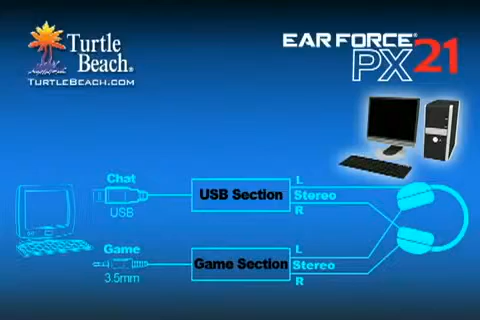 Turtle
Beach®
TURTLEBEACH.COM
EAR FORCE®
PX21
Chat
USB
USB Section
L
Stereo
R
Game
3.5mm
Game Section
L
Stereo
R